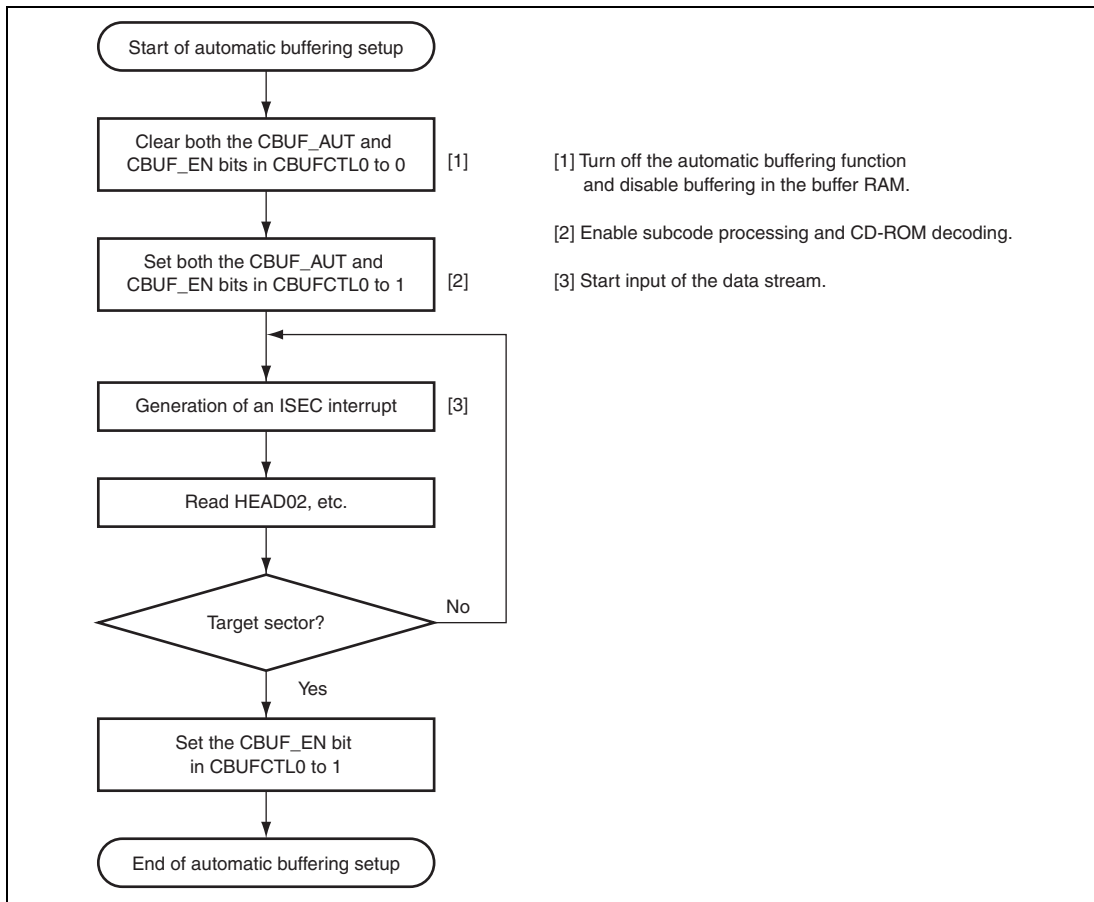 Start of automatic buffering setup
Clear both the CBUF_AUT and
CBUF_EN bits in CBUFCTL0 to 0
[1]
[1] Turn off the automatic buffering function
and disable buffering in the buffer RAM.
[2] Enable subcode processing and CD-ROM decoding.
Set both the CBUF_AUT and
CBUF_EN bits in CBUFCTL0 to 1
[2]
[3] Start input of the data stream.
Generation of an ISEC interrupt
[3]
Read HEAD02, etc.
Target sector?
No
Yes
Set the CBUF_EN bit
in CBUFCTL0 to 1
End of automatic buffering setup